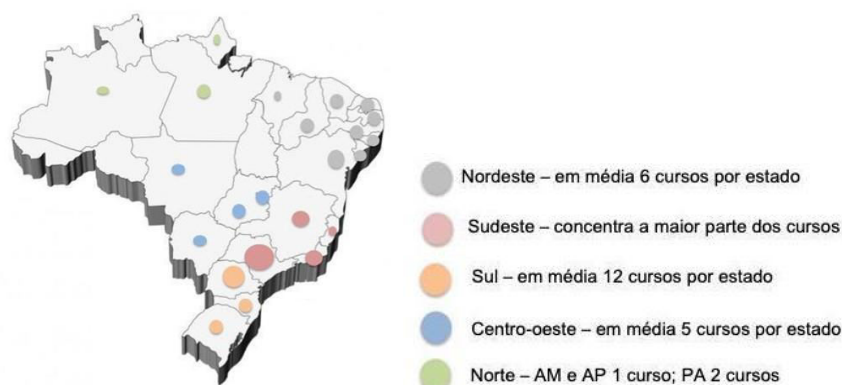 Nordeste – em média 6 cursos por estado
Sudeste – concentra a maior parte dos cursos
Sul – em média 12 cursos por estado
Centro-oeste – em média 5 cursos por estado
Norte – AM e AP 1 curso; PA 2 cursos